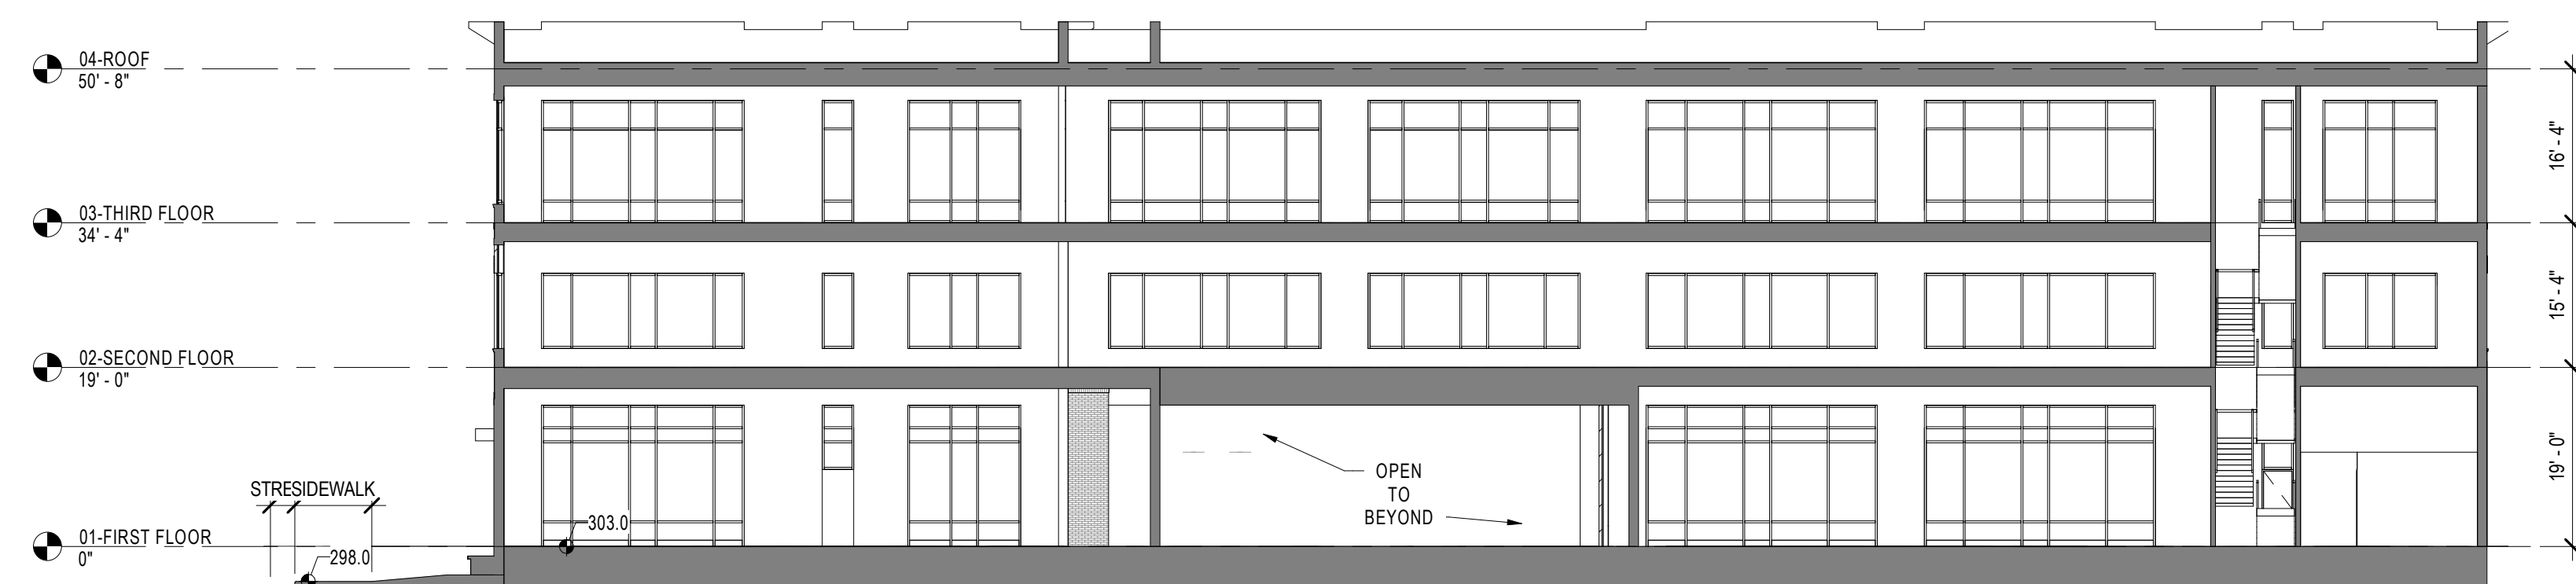 04-ROOF
50' - 8"
16' - 4"
03-THIRD FLOOR
34' - 4"
15' - 4"
02-SECOND FLOOR
19' - 0"
19' - 0"
OPEN
TO
BEYOND
STRESIDEWALK
303.0
01-FIRST FLOOR
0"
298.0